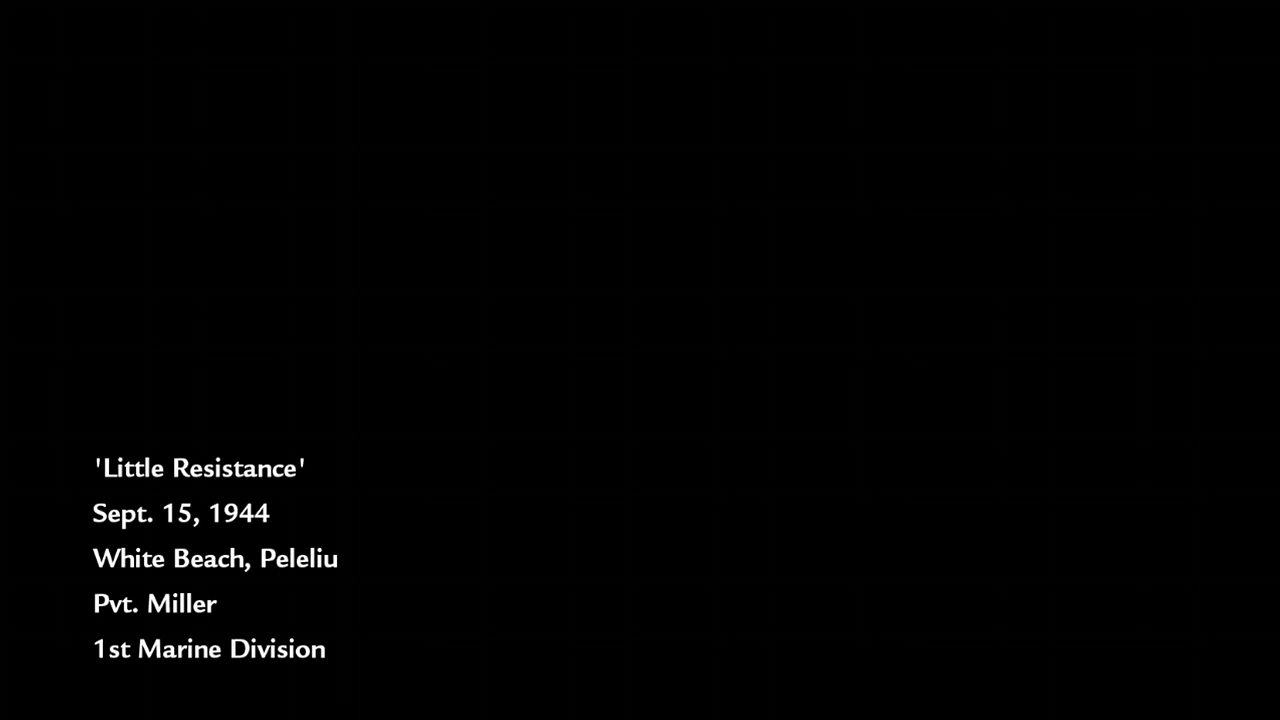 'Little Resistance'
Sept. 15, 1944
White Beach, Peleliu
Pvt. Miller
1st Marine Division